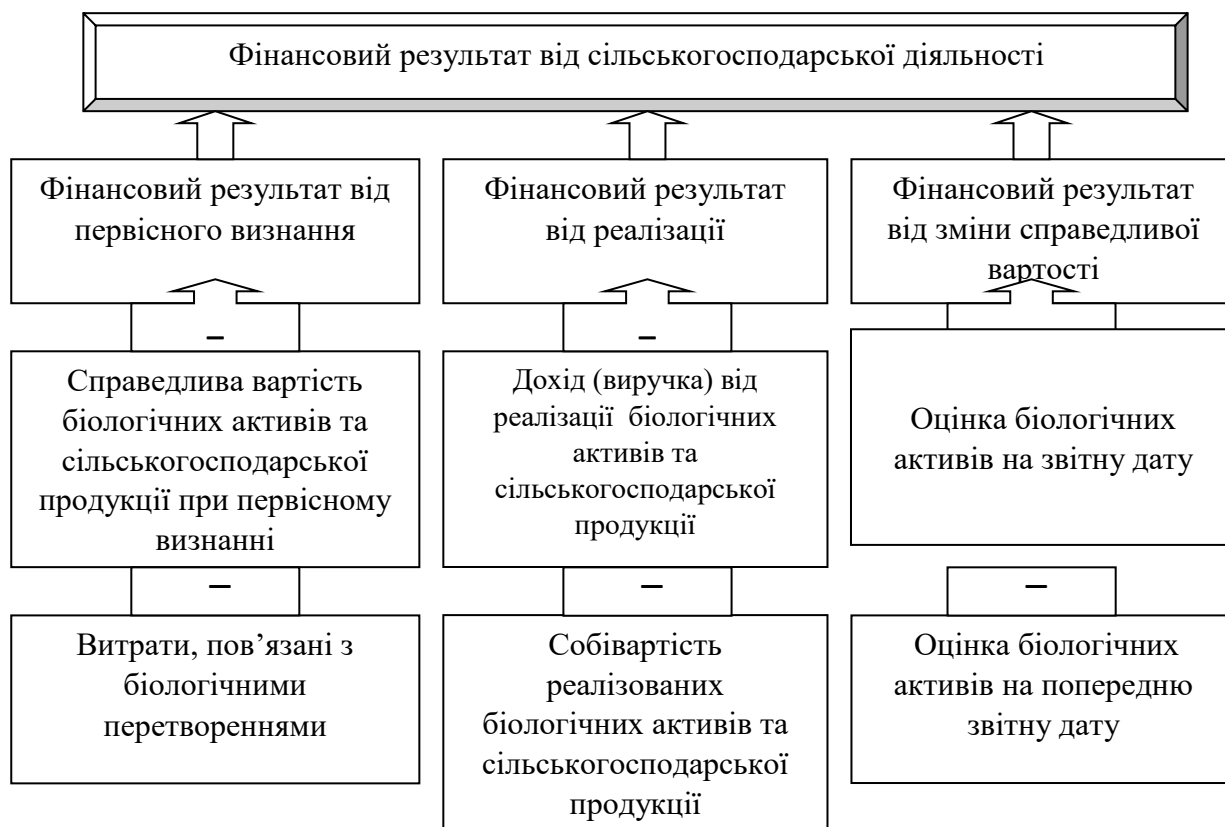 Фінансовий результат від сільськогосподарської діяльності
Фінансовий результат від
первісного визнання
Фінансовий результат
від реалізації
Фінансовий результат
від зміни справедливої
вартості
–
–
Справедлива вартість
біологічних активів та
сільськогосподарської
продукції при первісному
визнанні
Дохід (виручка) від
реалізації біологічних
активів та
сільськогосподарської
продукції
Оцінка біологічних
активів на звітну дату
–
–
–
Витрати, пов’язані з
біологічними
перетвореннями
Собівартість
реалізованих
біологічних активів та
сільськогосподарської
продукції
Оцінка біологічних
активів на попередню
звітну дату